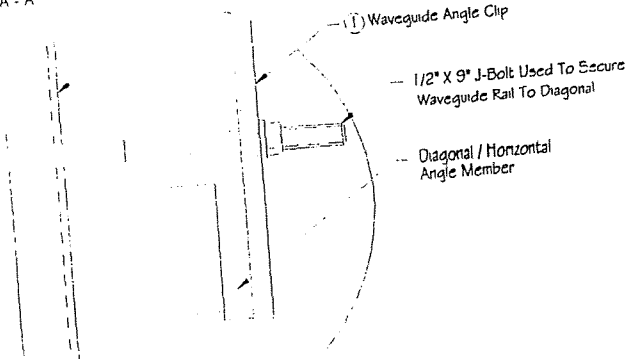 A - A
(1) Waveguide Angle Clip
1/2" X 9" J-Bolt Used To Secure
Waveguide Rail To Diagonal
Diagonal / Horizontal
Angle Member